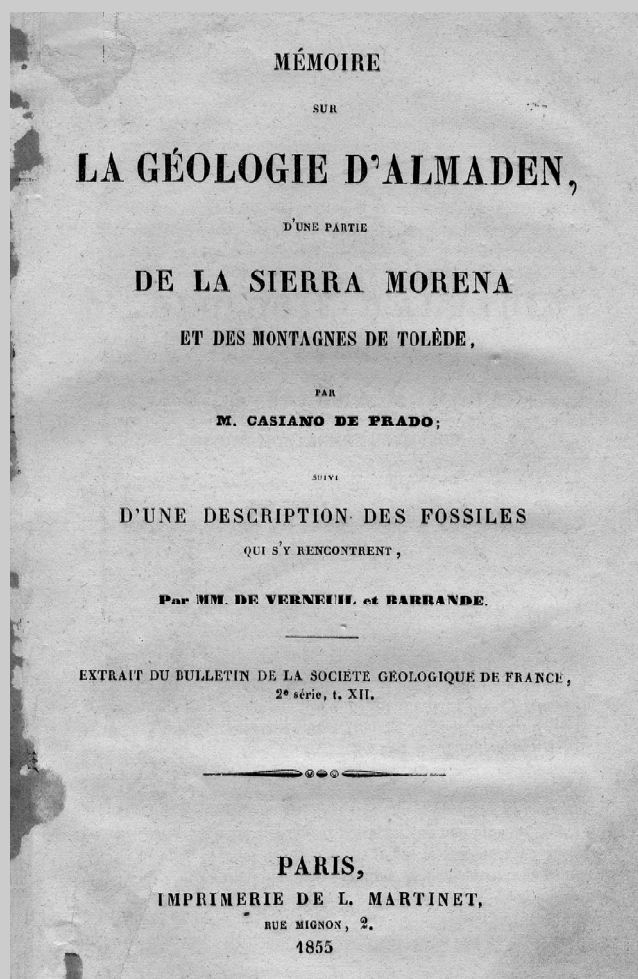 MÉMOIRE
SUR
LA GÉOLOGIE D'ALMADEN,
D'UNE PARTIE
DE LA SIERRA MORENA
ET DES MONTAGNES DE TOLÈDE,
PAR
M. CASIANO DE PRADO;
SUIVI
D'UNE DESCRIPTION DES FOSSILES
QUI S'Y RENCONTRENT,
Par MM. DE VERNEUIL et BARRANDE.
EXTRAIT DU BULLETIN DE LA SOCIÉTÉ GÉOLOGIQUE DE FRANCE,
2e série, t. XII.
PARIS,
IMPRIMERIE DE L. MARTINET,
RUE MIGNON, 2.
1855